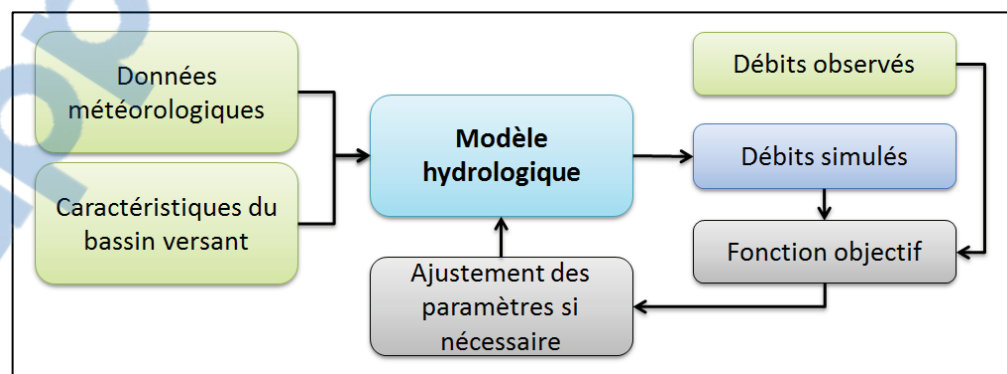 Données
météorologiques
Caractéristiques du
bassin versant
Modèle
hydrologique
Ajustement des
paramètres si
nécessaire
Débits observés
Débits simulés
Fonction objectif